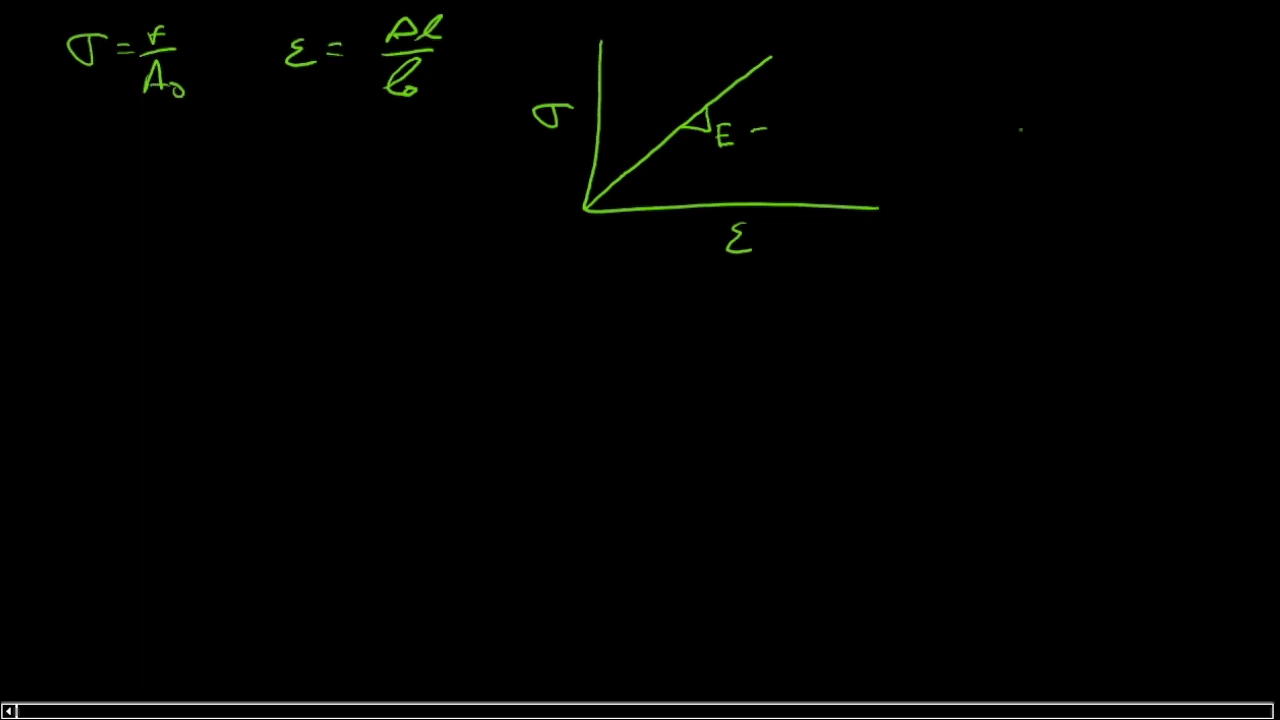 σ = F/A₀
ε = Δl/l₀
σ
E -
ε